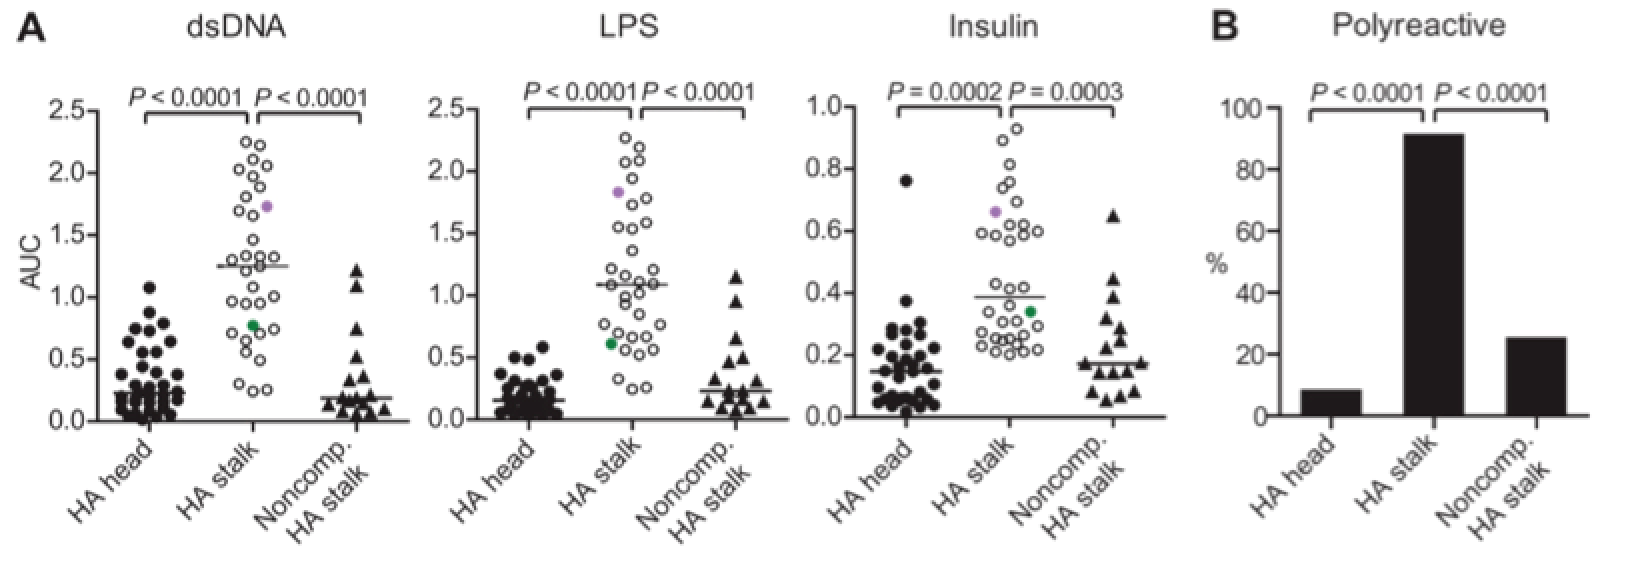 A
dsDNA
P < 0.0001
P < 0.0001
AUC
2.5
2.0
1.5
1.0
0.5
0.0
HA head
HA stalk
Noncomp.
HA stalk
LPS
P < 0.0001
P < 0.0001
2.5
2.0
1.5
1.0
0.5
0.0
HA head
HA stalk
Noncomp.
HA stalk
Insulin
P = 0.0002
P = 0.0003
1.0
0.8
0.6
0.4
0.2
0.0
HA head
HA stalk
Noncomp.
HA stalk
B
Polyreactive
P < 0.0001
P < 0.0001
%
100
80
60
40
20
0
HA head
HA stalk
Noncomp.
HA stalk